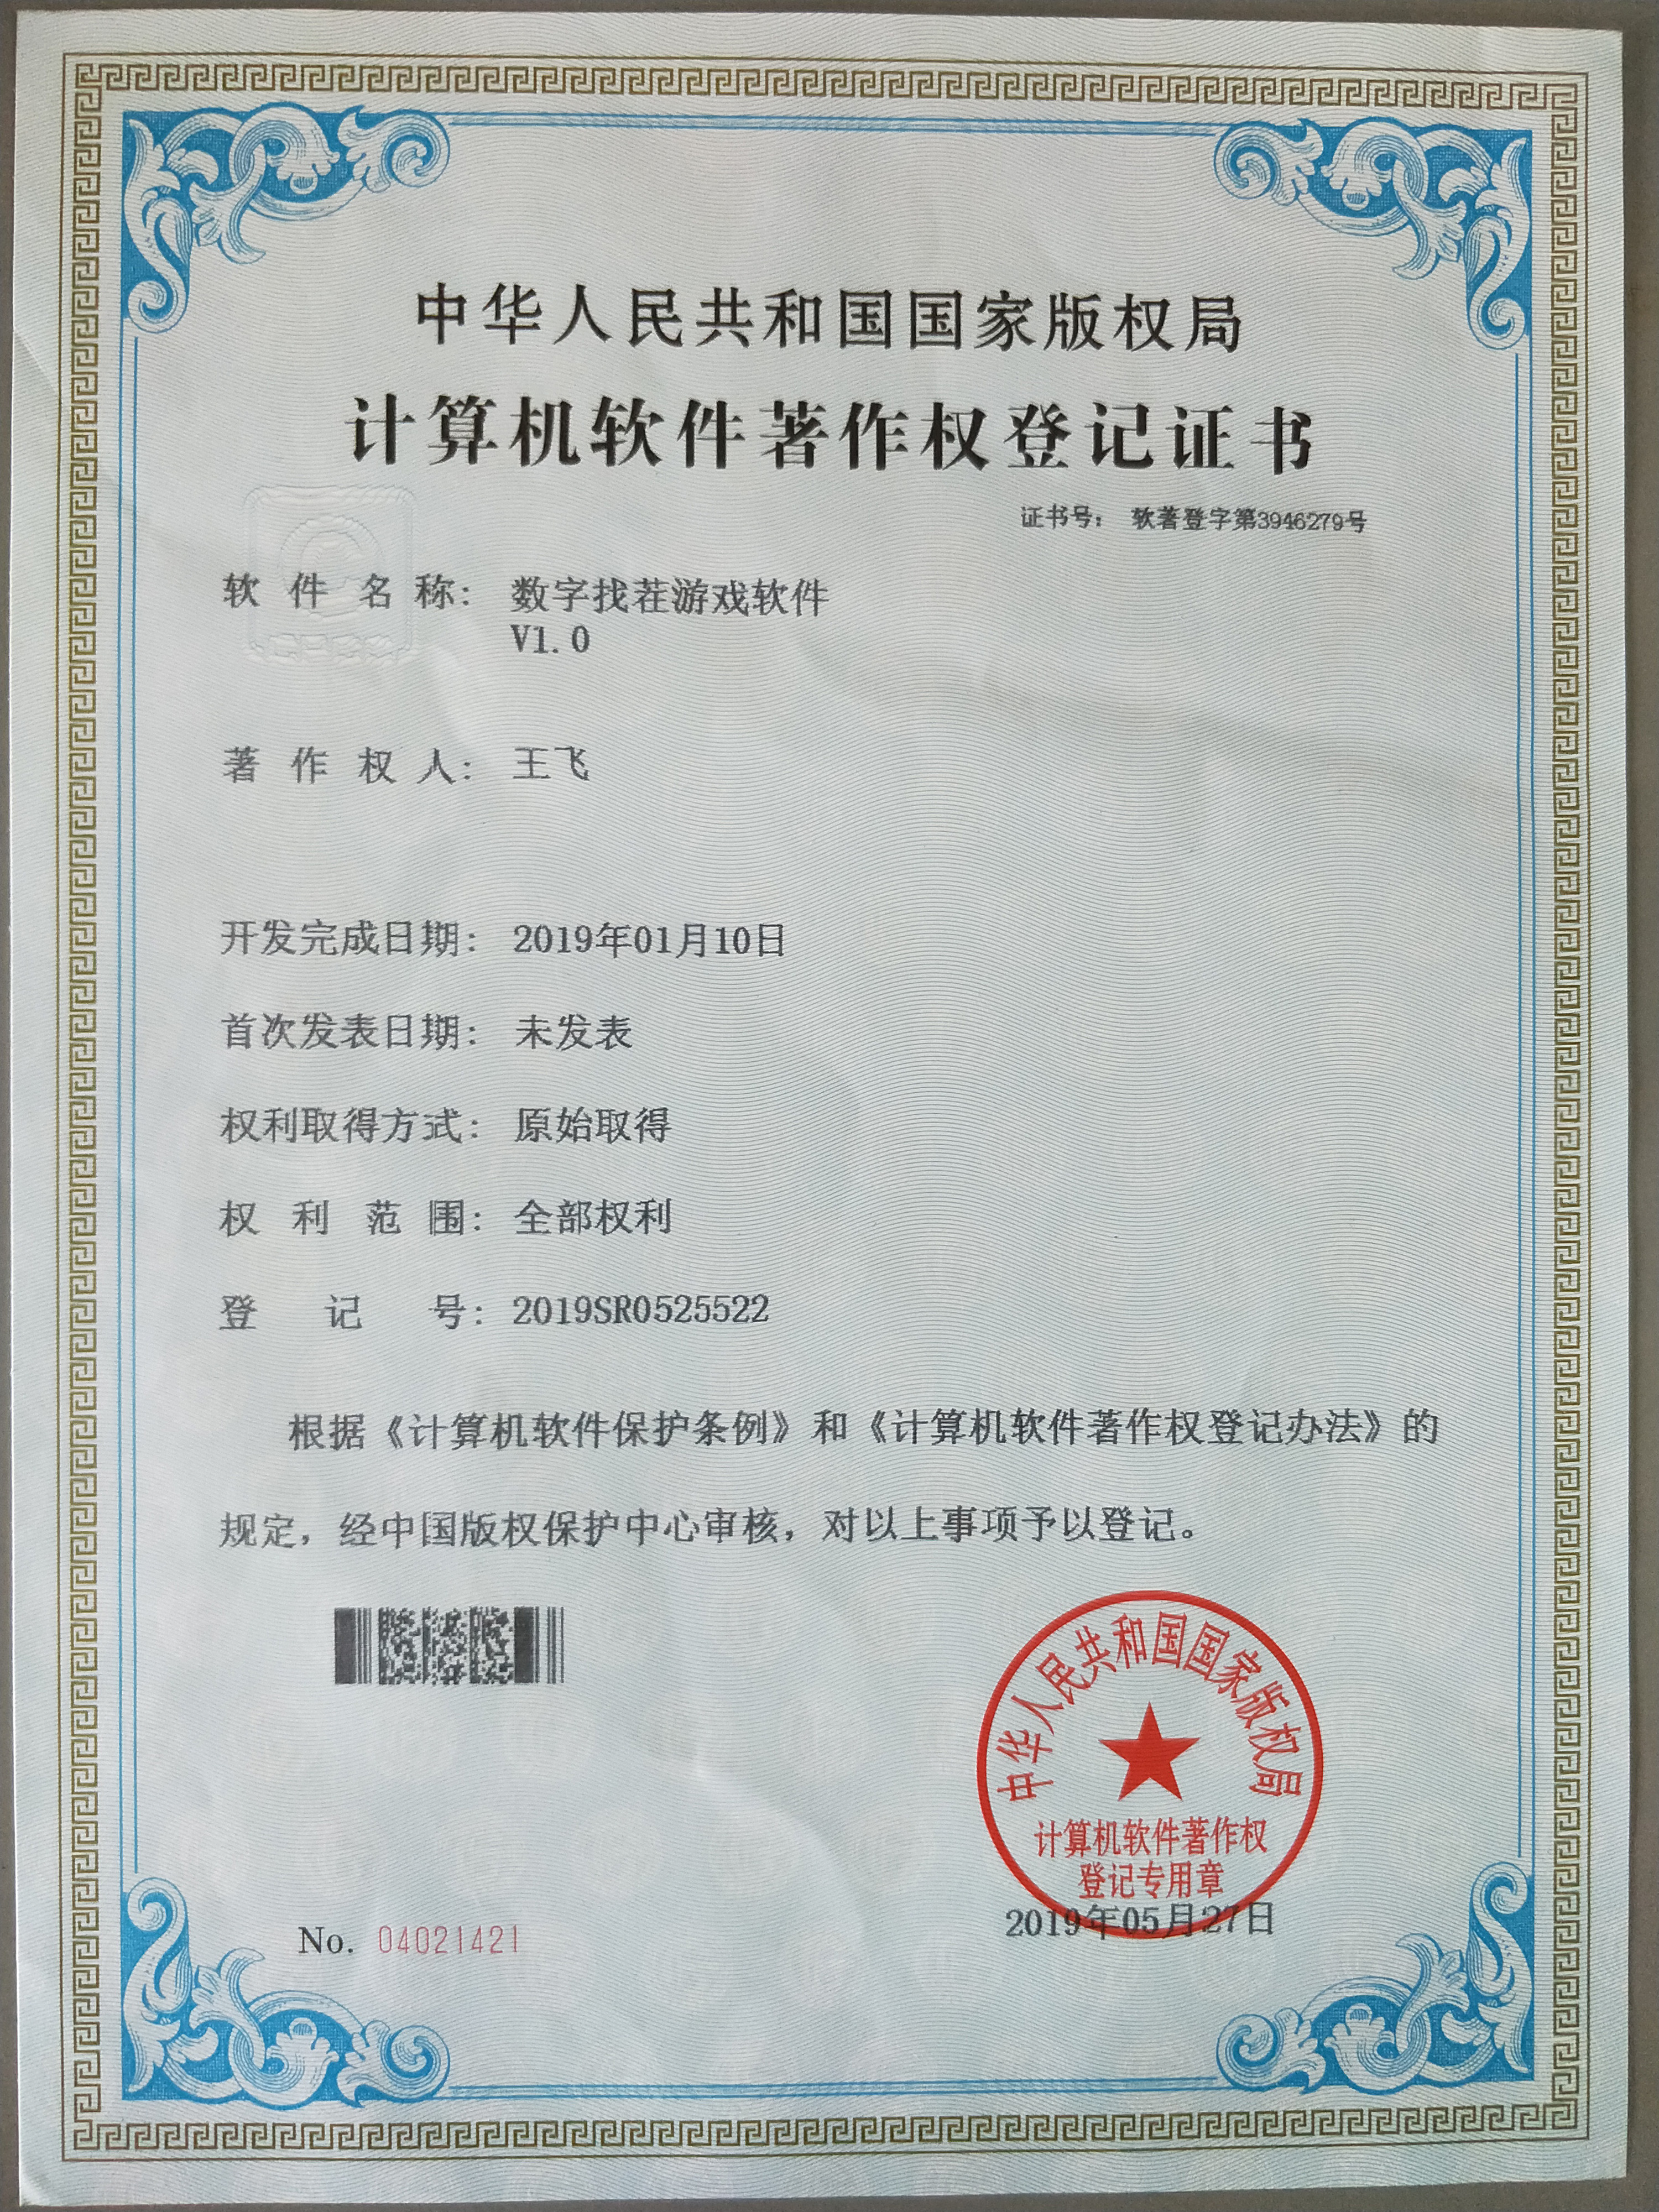 中华人民共和国国家版权局
计算机软件著作权登记证书
证书号： 软著登字第3946279号
软件名称： 数字找茬游戏软件
V1.0
著作权人： 王飞
开发完成日期： 2019年01月10日
首次发表日期： 未发表
权利取得方式： 原始取得
权利范围： 全部权利
登记号： 2019SR0525522
根据《计算机软件保护条例》和《计算机软件著作权登记办法》的
规定，经中国版权保护中心审核，对以上事项予以登记。
中华人民共和国国家版权局
计算机软件著作权
登记专用章
2019年05月27日
No. 04021421